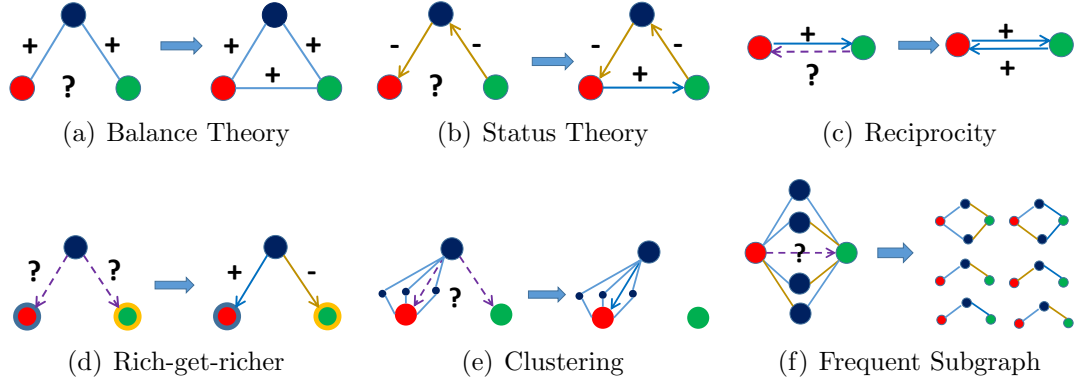 + + ? + + +
- - ? - - +
+ ? + +
(a) Balance Theory
(b) Status Theory
(c) Reciprocity
? ? + -
?
?
(d) Rich-get-richer
(e) Clustering
(f) Frequent Subgraph